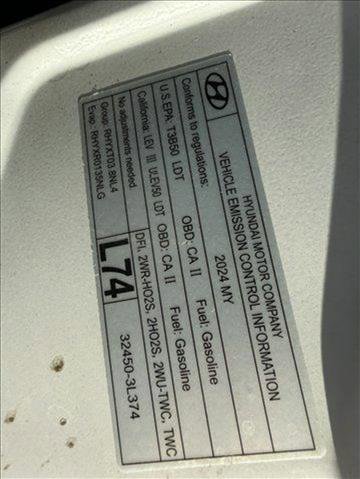 HYUNDAI MOTOR COMPANY
VEHICLE EMISSION CONTROL INFORMATION
2024 MY
Conforms to regulations:
U.S.EPA: T3B50 LDT OBD: CA II Fuel: Gasoline
California: LEV III ULEV50 LDT OBD: CA II Fuel: Gasoline
No adjustments needed.
DFI, 2WR-HO2S, 2HO2S, 2WU-TWC, TWC
Group: RHYXT03.8NL4
Evap: RHYXR0135NLG
L74
32450-3L374